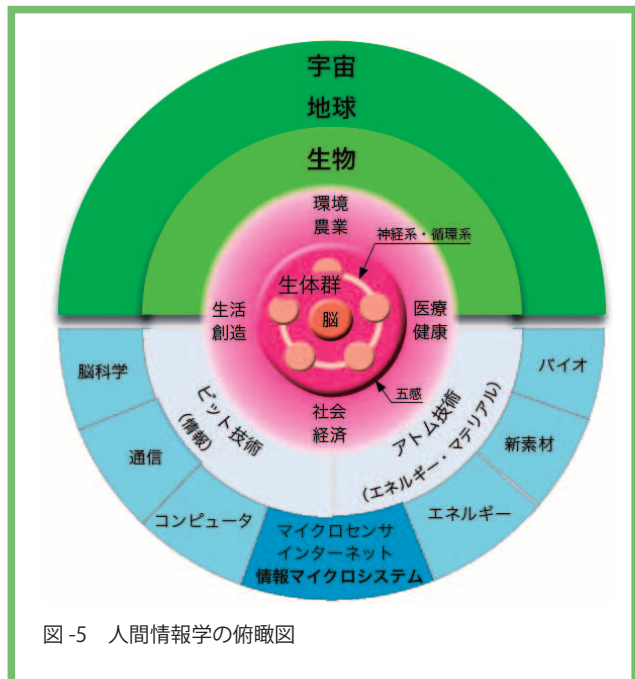 宇宙
地球
生物
環境
農業
神経系・循環系
生体群
脳
生活
創造
医療
健康
五感
社会
経済
ビット技術
(情報)
アトム技術
(エネルギー・マテリアル)
脳科学
通信
コンピュータ
マイクロセンサ
インターネット
情報マイクロシステム
エネルギー
新素材
バイオ
図-5 人間情報学の俯瞰図